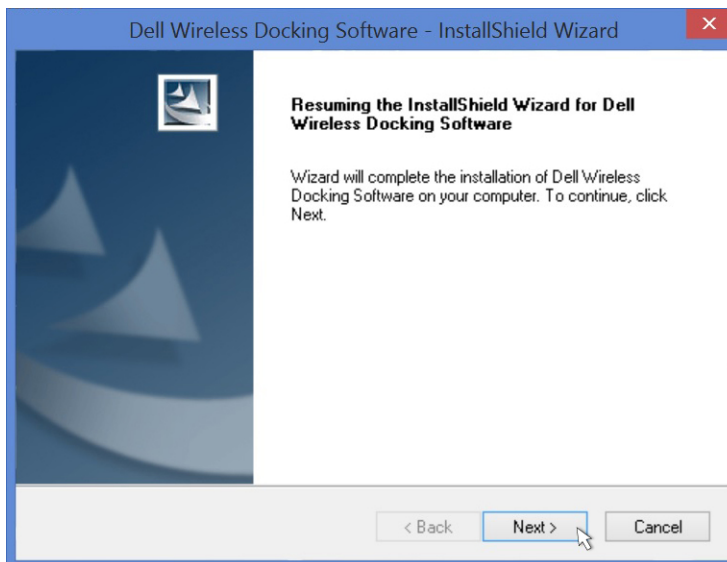 Dell Wireless Docking Software - InstallShield Wizard
Resuming the InstallShield Wizard for Dell
Wireless Docking Software
Wizard will complete the installation of Dell Wireless
Docking Software on your computer. To continue, click
Next.
< Back Next > Cancel